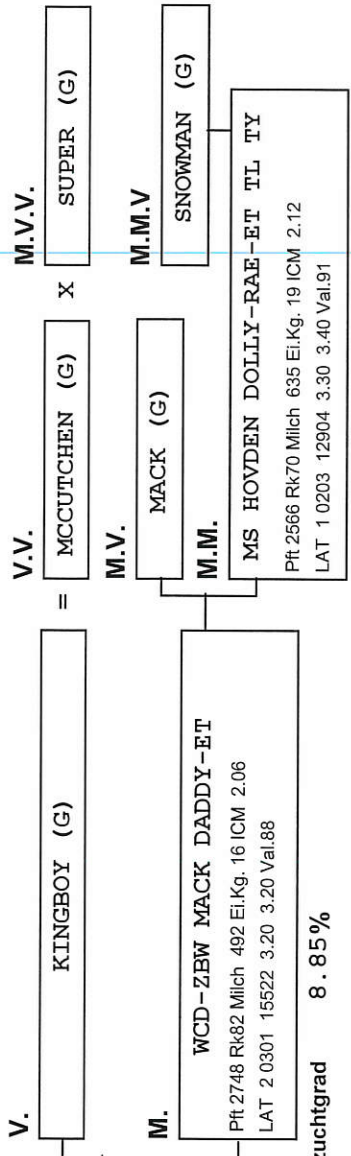 V.
KINGBOY (G)
=
V.V.
MCCUTCHEN (G)
X
M.V.V.
SUPER (G)
M.
WCD-ZBW MACK DADDY-ET
Pft 2748 Rk82 Milch 492 Ei.Kg. 16 ICM 2.06
LAT 2 0301 15522 3.20 3.20 Val.88
M.V.
MACK (G)
M.M.V
SNOWMAN (G)
M.M.
MS HOVDEN DOLLY-RAE-ET TL TY
Pft 2566 Rk70 Milch 635 Ei.Kg. 19 ICM 2.12
LAT 1 0203 12904 3.30 3.40 Val.91
zuchtgrad 8.85%